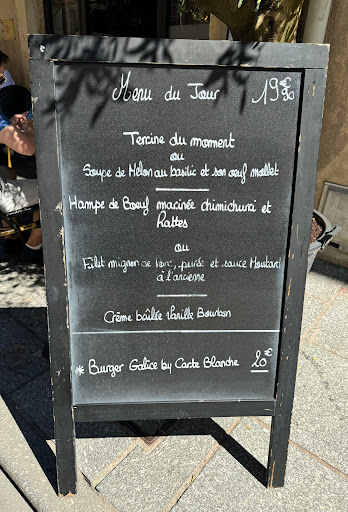 Menu du Jour 19€90
Terrine du moment
ou
Soupe de Melon au basilic et son oeuf mollet
Hampe de Boeuf macinée chimichurri et
Rattes
ou
Filet mignon de Porc, purée et sauce Moutard
à l'ancienne
Crème brûlée Vanille Bourbon
* Burger Galice by Carte Blanche 20€